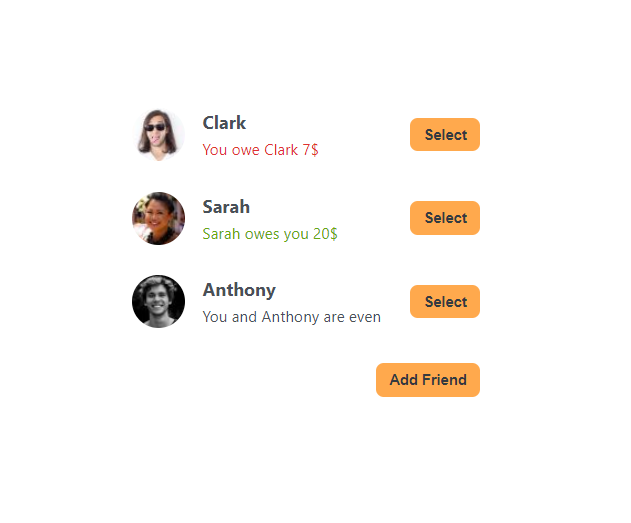 Clark
You owe Clark 7$
Select
Sarah
Sarah owes you 20$
Select
Anthony
You and Anthony are even
Select
Add Friend